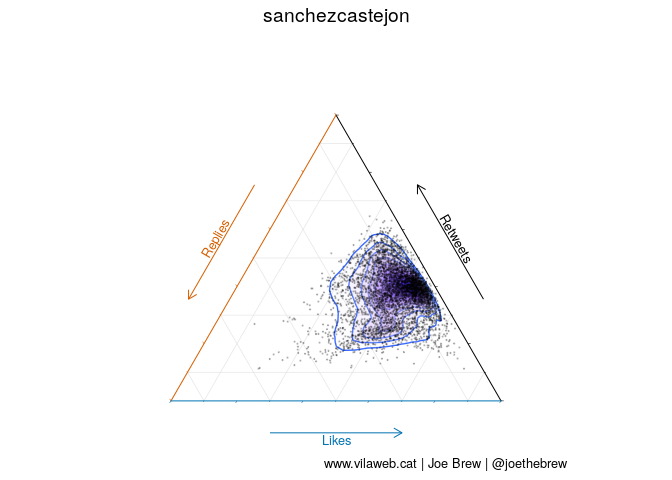 sanchezcastejon
Replies
Retweets
Likes
www.vilaweb.cat | Joe Brew | @joethebrew